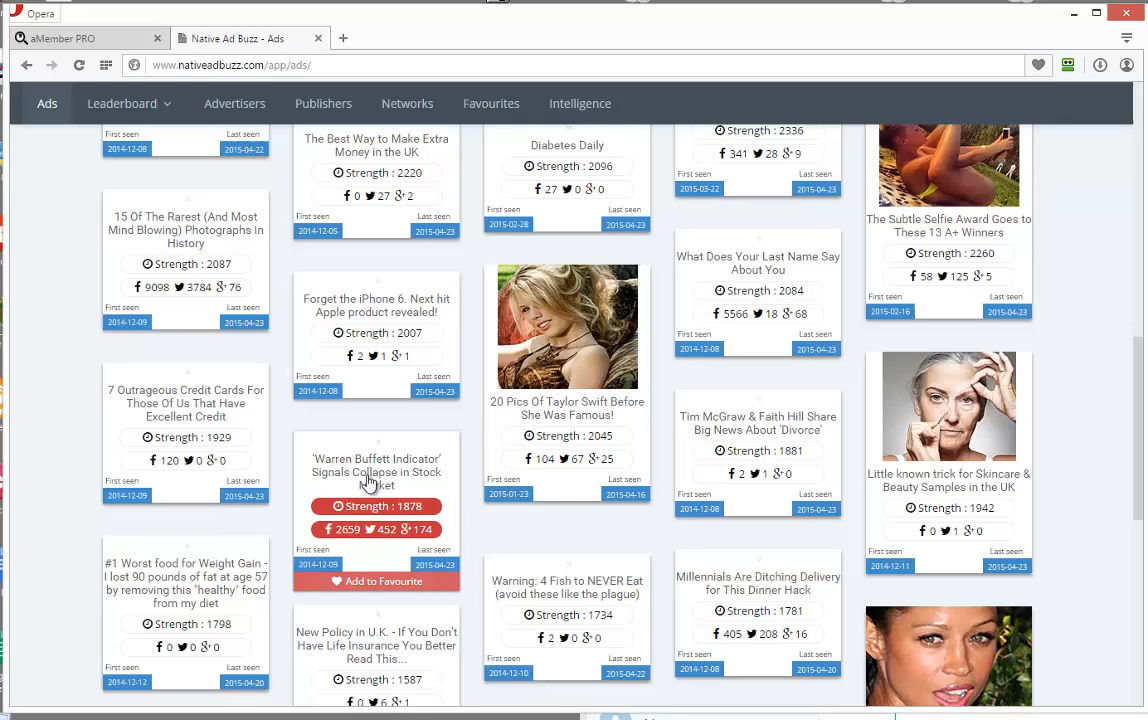 Opera
aMember PRO
Native Ad Buzz - Ads
www.nativeadbuzz.com/app/ads/
Ads
Leaderboard
Advertisers
Publishers
Networks
Favourites
Intelligence
First seen
Last seen
2014-12-08
2015-04-22
15 Of The Rarest (And Most
Mind Blowing) Photographs In
History
Strength : 2087
9098 3784 76
First seen
Last seen
2014-12-09
2015-04-23
7 Outrageous Credit Cards For
Those Of Us That Have
Excellent Credit
Strength : 1929
120 0 0
First seen
Last seen
2014-12-09
2015-04-23
#1 Worst food for Weight Gain -
I lost 90 pounds of fat at age 57
by removing this "healthy" food
from my diet
Strength : 1798
0 0 0
First seen
Last seen
2014-12-12
2015-04-20
The Best Way to Make Extra
Money in the UK
Strength : 2220
0 27 2
First seen
Last seen
2014-12-05
2015-04-23
Forget the iPhone 6. Next hit
Apple product revealed!
Strength : 2007
2 1 1
First seen
Last seen
2014-12-08
2015-04-23
'Warren Buffett Indicator'
Signals Collapse in Stock
Market
Strength : 1878
2659 452 174
First seen
Last seen
2014-12-09
2015-04-23
Add to Favourite
New Policy in U.K. - If You Don't
Have Life Insurance You Better
Read This...
Strength : 1587
0 6 1
Diabetes Daily
Strength : 2096
27 0 0
First seen
Last seen
2015-02-28
2015-04-23
20 Pics Of Taylor Swift Before
She Was Famous!
Strength : 2045
104 67 25
First seen
Last seen
2015-01-23
2015-04-16
Warning: 4 Fish to NEVER Eat
(avoid these like the plague)
Strength : 1734
2 0 0
First seen
Last seen
2014-12-10
2015-04-22
Strength : 2336
341 28 9
First seen
Last seen
2015-03-22
2015-04-23
What Does Your Last Name Say
About You
Strength : 2084
5566 18 68
First seen
Last seen
2014-12-08
2015-04-23
Tim McGraw & Faith Hill Share
Big News About 'Divorce'
Strength : 1881
2 1 0
First seen
Last seen
2014-12-08
2015-04-23
Millennials Are Ditching Delivery
for This Dinner Hack
Strength : 1781
405 208 16
First seen
Last seen
2014-12-08
2015-04-20
The Subtle Selfie Award Goes to
These 13 A+ Winners
Strength : 2260
58 125 5
First seen
Last seen
2015-02-16
2015-04-23
Little known trick for Skincare &
Beauty Samples in the UK
Strength : 1942
0 1 0
First seen
Last seen
2014-12-11
2015-04-23